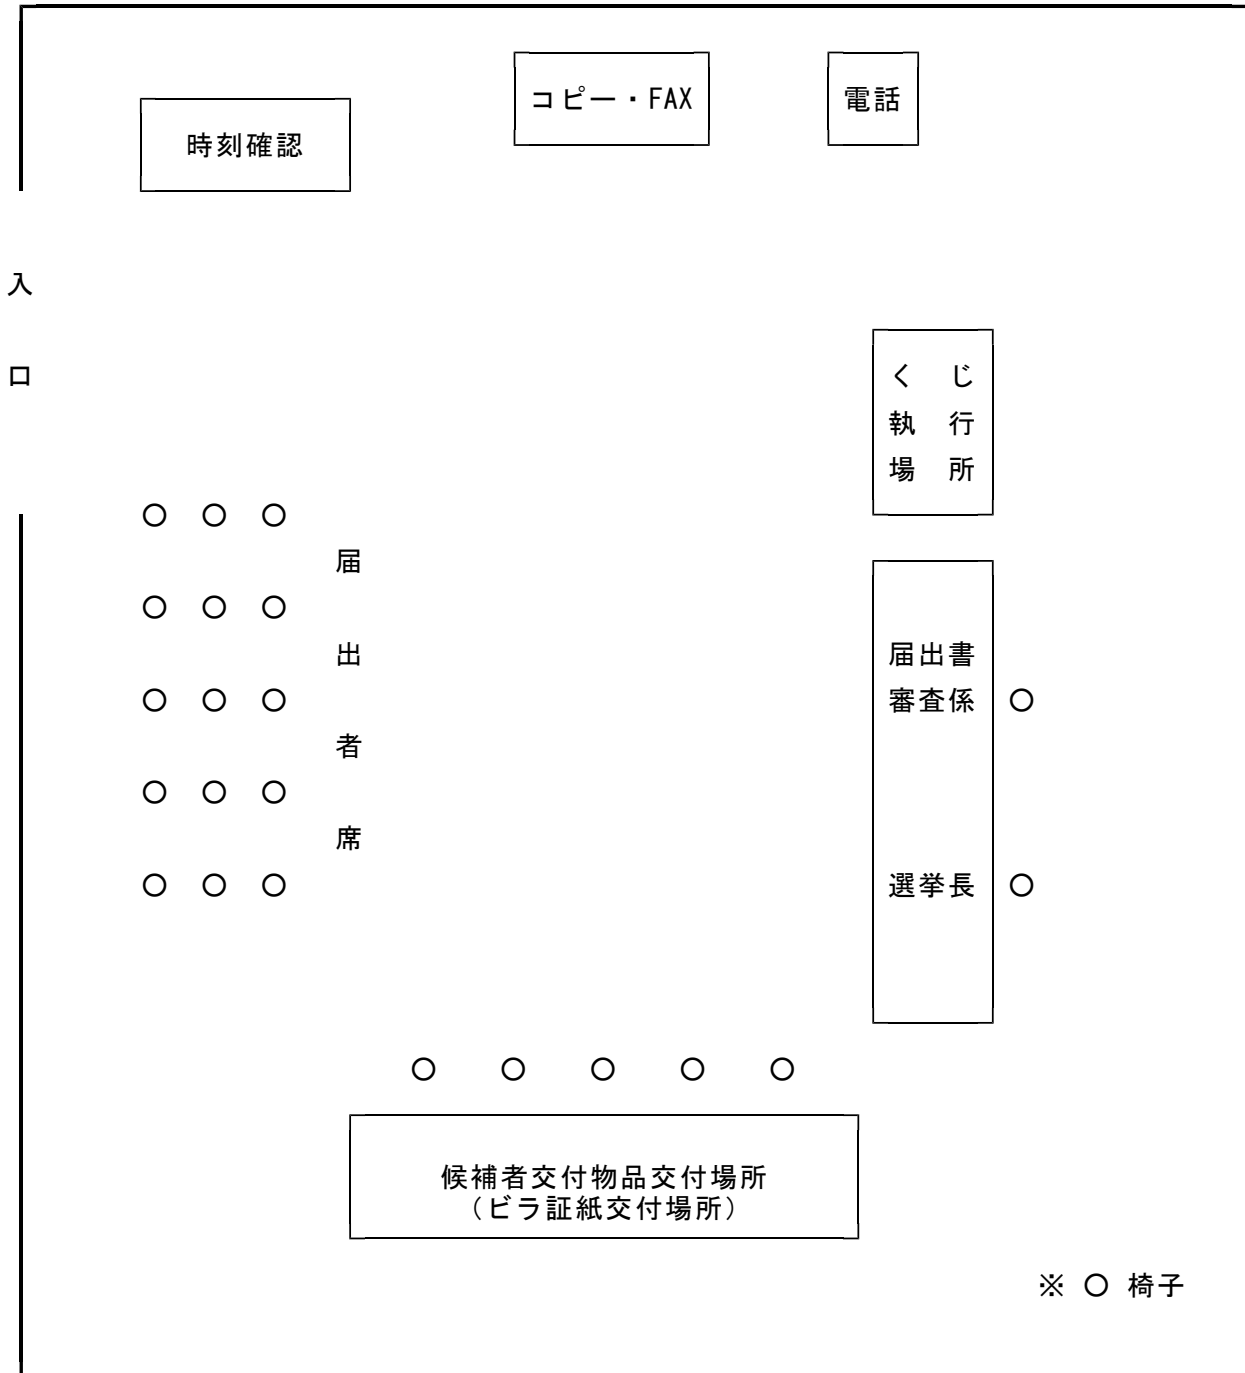 コピー・FAX
電話
時刻確認
入
口
く じ
執 行
場 所
〇 〇 〇
届
〇 〇 〇
出
届出書
〇 〇 〇
審査係 〇
者
〇 〇 〇
席
〇 〇 〇
選挙長 〇
〇 〇 〇 〇 〇
候補者交付物品交付場所
（ビラ証紙交付場所）
※ 〇 椅子